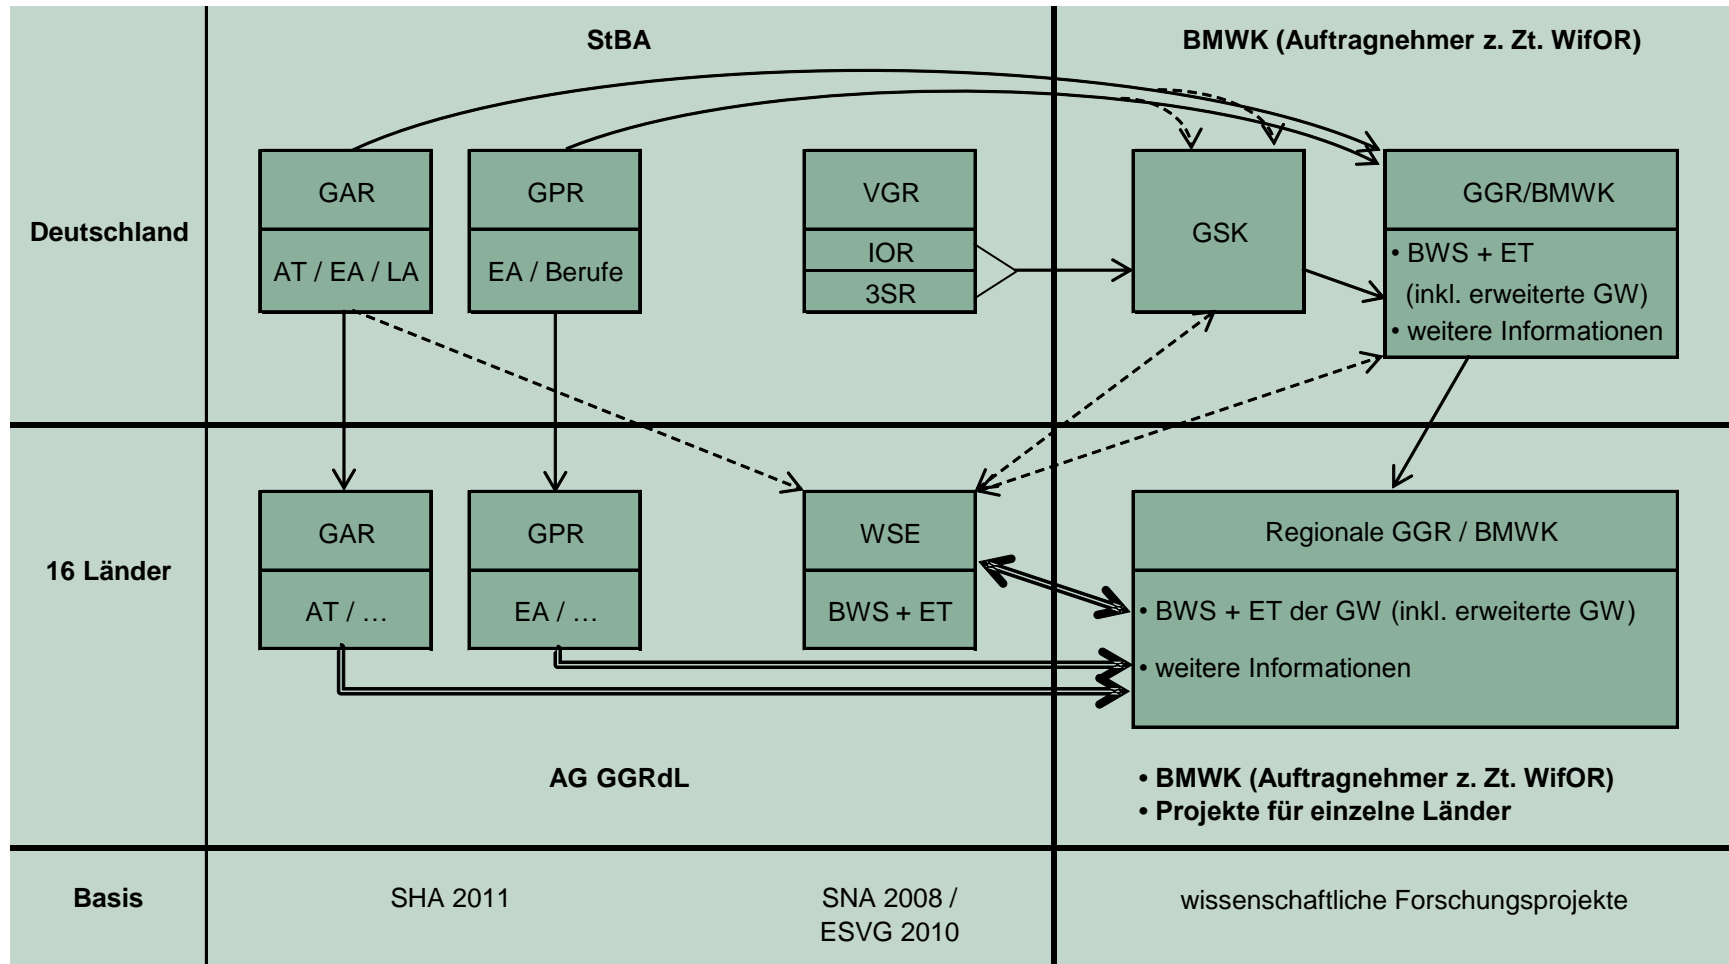 StBA
BMWK (Auftragnehmer z. Zt. WifOR)
Deutschland
GAR
AT / EA / LA
GPR
EA / Berufe
VGR
IOR
3SR
GSK
GGR/BMWK
• BWS + ET
(inkl. erweiterte GW)
• weitere Informationen
16 Länder
GAR
AT / …
GPR
EA / …
WSE
BWS + ET
Regionale GGR / BMWK
• BWS + ET der GW (inkl. erweiterte GW)
• weitere Informationen
AG GGRdL
• BMWK (Auftragnehmer z. Zt. WifOR)
• Projekte für einzelne Länder
Basis
SHA 2011
SNA 2008 /
ESVG 2010
wissenschaftliche Forschungsprojekte